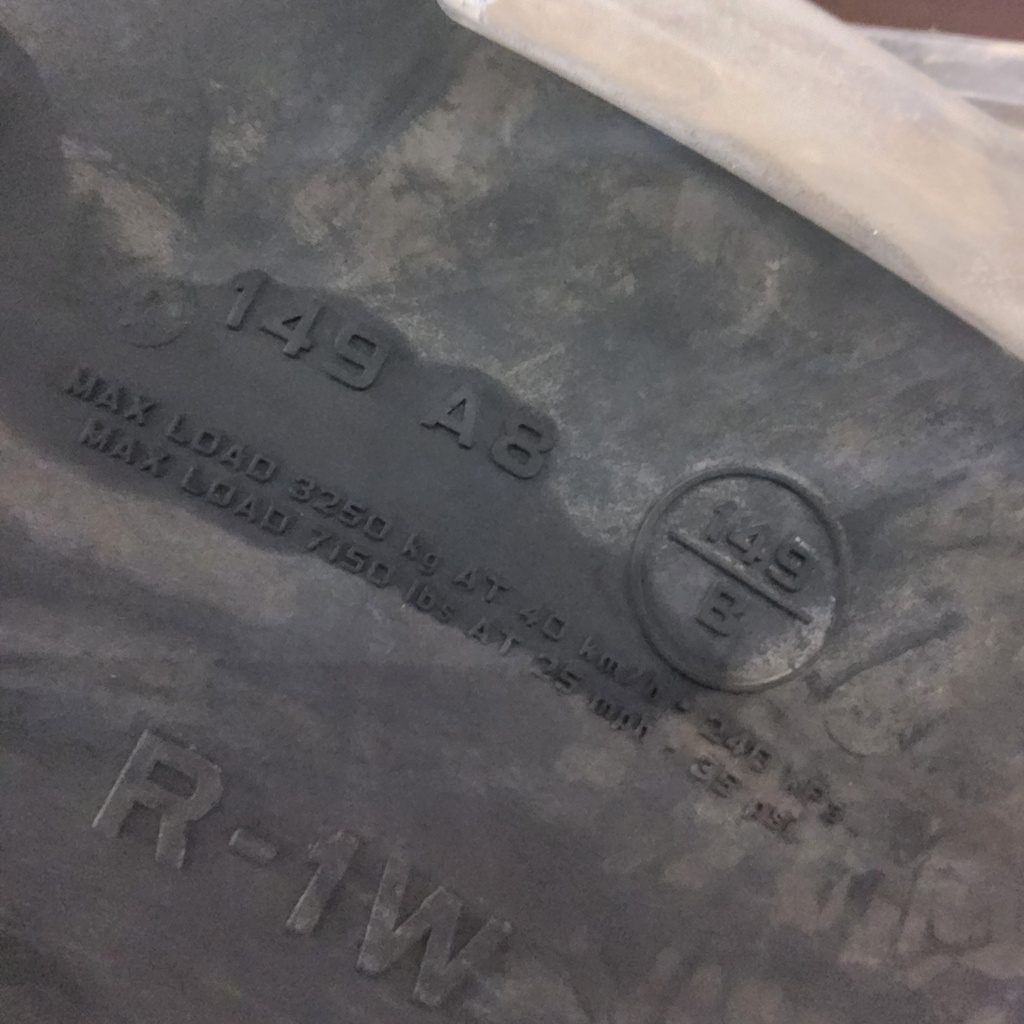 149 A8
MAX LOAD 3250 kg AT 40 km/h - 240 KPa
MAX LOAD 7150 lbs AT 25 mph - 35 PSI
149
B
R-1W